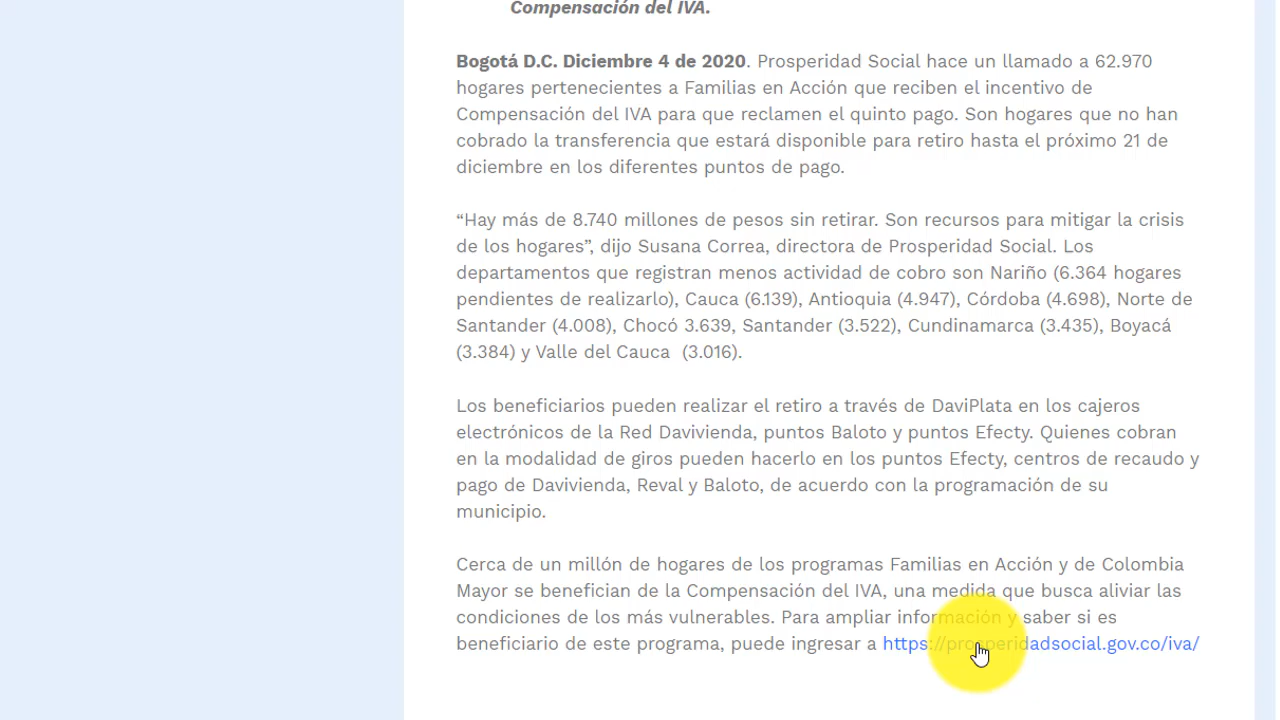 Compensación del IVA.
Bogotá D.C. Diciembre 4 de 2020. Prosperidad Social hace un llamado a 62.970
hogares pertenecientes a Familias en Acción que reciben el incentivo de
Compensación del IVA para que reclamen el quinto pago. Son hogares que no han
cobrado la transferencia que estará disponible para retiro hasta el próximo 21 de
diciembre en los diferentes puntos de pago.
“Hay más de 8.740 millones de pesos sin retirar. Son recursos para mitigar la crisis
de los hogares”, dijo Susana Correa, directora de Prosperidad Social. Los
departamentos que registran menos actividad de cobro son Nariño (6.364 hogares
pendientes de realizarlo), Cauca (6.139), Antioquia (4.947), Córdoba (4.698), Norte de
Santander (4.008), Chocó 3.639, Santander (3.522), Cundinamarca (3.435), Boyacá
(3.384) y Valle del Cauca  (3.016).
Los beneficiarios pueden realizar el retiro a través de DaviPlata en los cajeros
electrónicos de la Red Davivienda, puntos Baloto y puntos Efecty. Quienes cobran
en la modalidad de giros pueden hacerlo en los puntos Efecty, centros de recaudo y
pago de Davivienda, Reval y Baloto, de acuerdo con la programación de su
municipio.
Cerca de un millón de hogares de los programas Familias en Acción y de Colombia
Mayor se benefician de la Compensación del IVA, una medida que busca aliviar las
condiciones de los más vulnerables. Para ampliar información y saber si es
beneficiario de este programa, puede ingresar a https://prosperidadsocial.gov.co/iva/